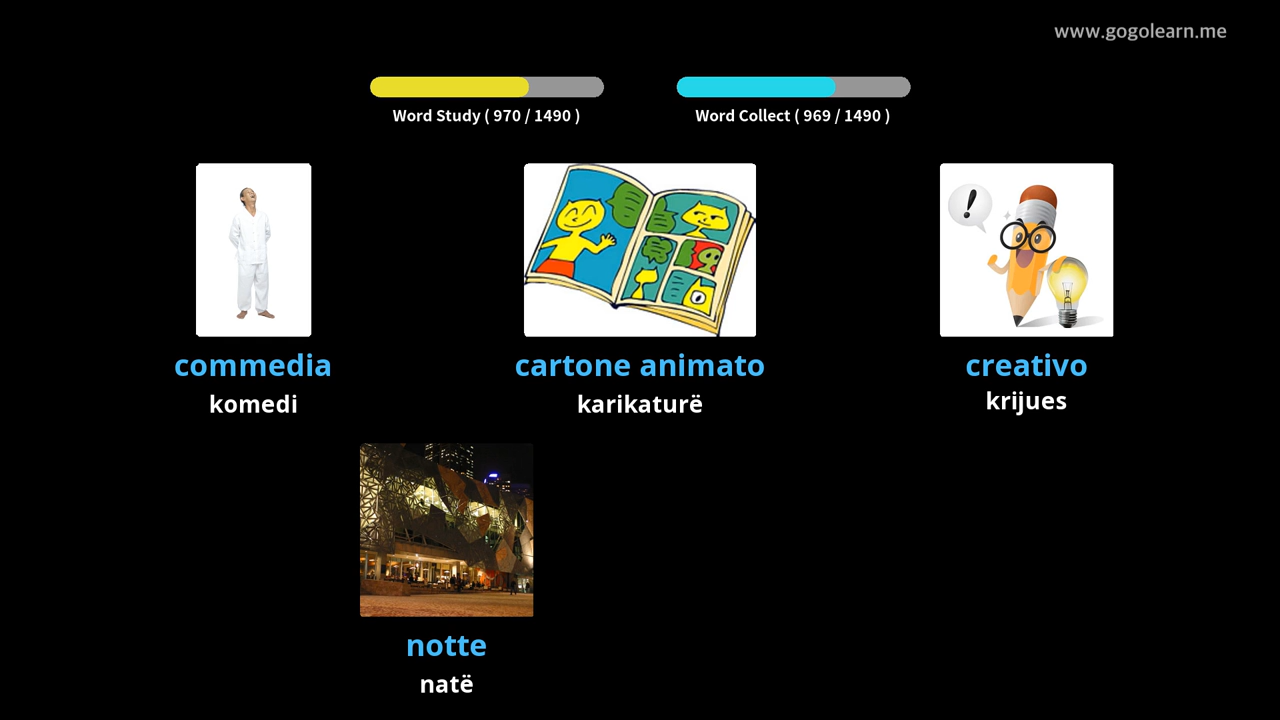 www.gogolearn.me
Word Study ( 970 / 1490 )
Word Collect ( 969 / 1490 )
!
commedia
cartone animato
creativo
komedi
karikaturë
krijues
notte
natë